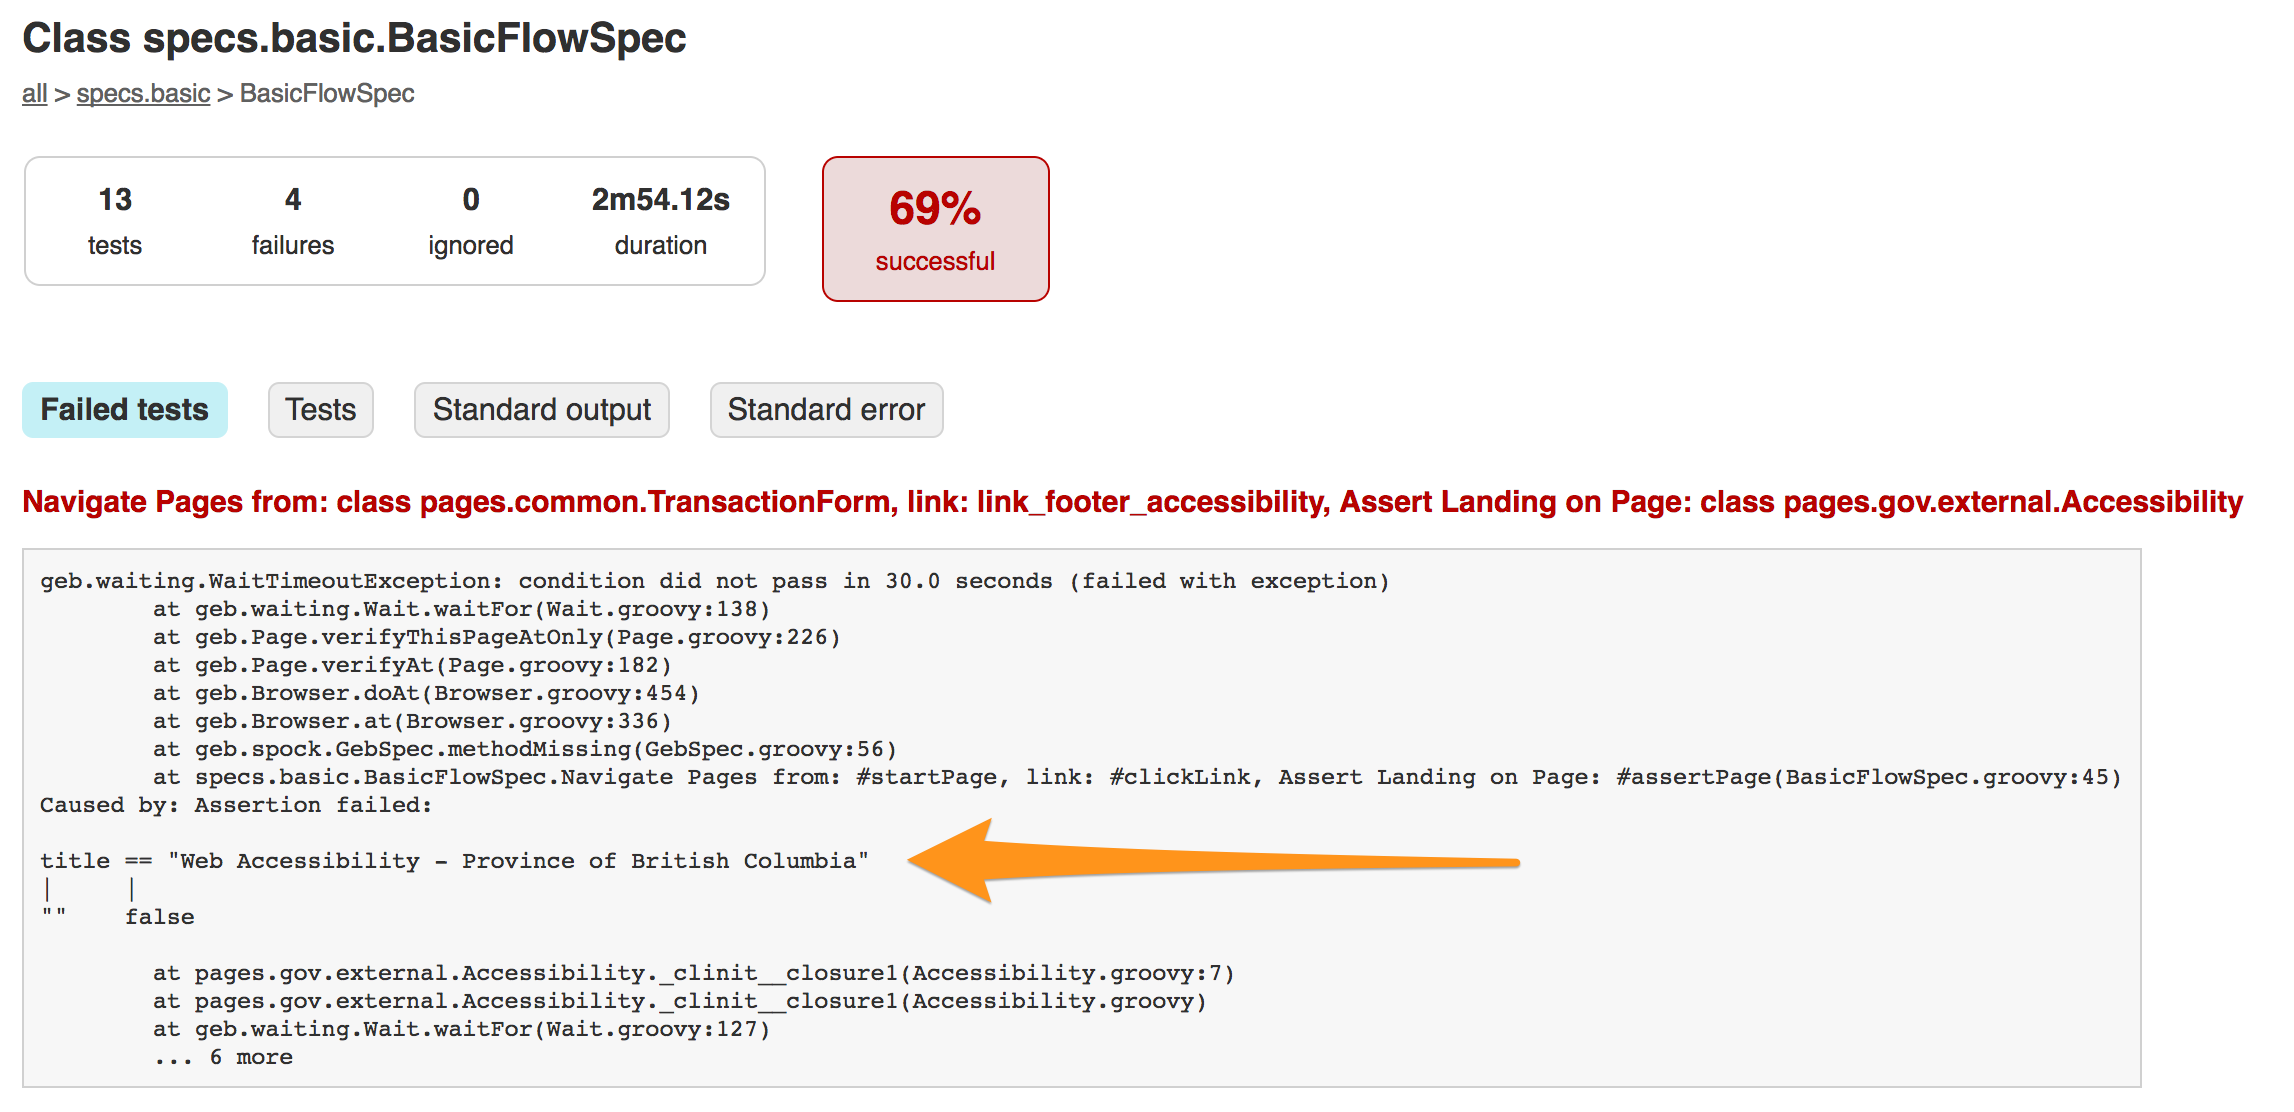 Class specs.basic.BasicFlowSpec
all > specs.basic > BasicFlowSpec
13 4 0 2m54.12s
tests failures ignored duration
69%
successful
Failed tests Tests Standard output Standard error
Navigate Pages from: class pages.common.TransactionForm, link: link_footer_accessibility, Assert Landing on Page: class pages.gov.external.Accessibility
geb.waiting.WaitTimeoutException: condition did not pass in 30.0 seconds (failed with exception)
at geb.waiting.Wait.waitFor(Wait.groovy:138)
at geb.Page.verifyThisPageAtOnly(Page.groovy:226)
at geb.Page.verifyAt(Page.groovy:182)
at geb.Browser.doAt(Browser.groovy:454)
at geb.Browser.at(Browser.groovy:336)
at geb.spock.GebSpec.methodMissing(GebSpec.groovy:56)
at specs.basic.BasicFlowSpec.Navigate Pages from: #startPage, link: #clickLink, Assert Landing on Page: #assertPage(BasicFlowSpec.groovy:45)
Caused by: Assertion failed:
title == "Web Accessibility - Province of British Columbia"
| |
"" false
at pages.gov.external.Accessibility._clinit__closure1(Accessibility.groovy:7)
at pages.gov.external.Accessibility._clinit__closure1(Accessibility.groovy)
at geb.waiting.Wait.waitFor(Wait.groovy:127)
... 6 more